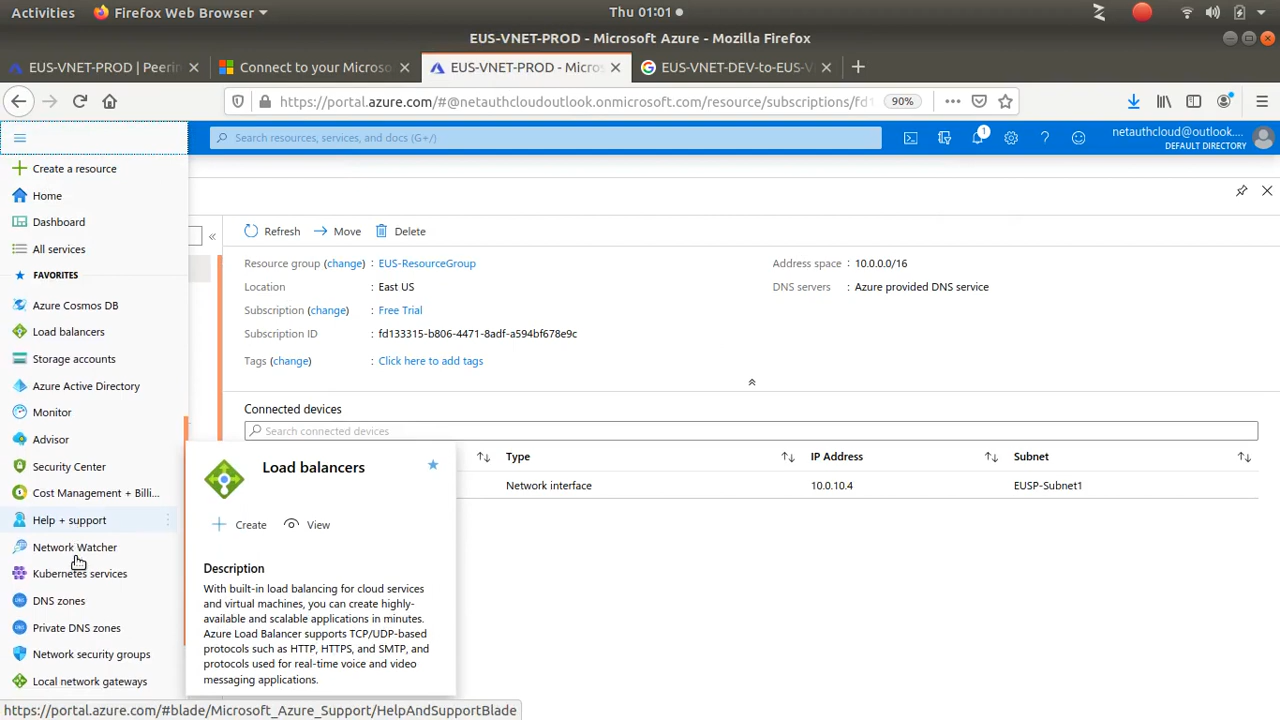 Activities
Firefox Web Browser
Thu 01:01
EUS-VNET-PROD - Microsoft Azure - Mozilla Firefox
EUS-VNET-PROD | Peerin
Connect to your Microso
EUS-VNET-PROD - Micros
EUS-VNET-DEV-to-EUS-V
https://portal.azure.com/#@netauthcloudoutlook.onmicrosoft.com/resource/subscriptions/fd1
90%
Search resources, services, and docs (G+/)
1
netauthcloud@outlook....
DEFAULT DIRECTORY
Create a resource
Home
Dashboard
All services
FAVORITES
Azure Cosmos DB
Load balancers
Storage accounts
Azure Active Directory
Monitor
Advisor
Security Center
Cost Management + Billi...
Help + support
Network Watcher
Kubernetes services
DNS zones
Private DNS zones
Network security groups
Local network gateways
Refresh
Move
Delete
Resource group (change) : EUS-ResourceGroup
Location : East US
Subscription (change) : Free Trial
Subscription ID : fd133315-b806-4471-8adf-a594bf678e9c
Tags (change) : Click here to add tags
Address space : 10.0.0.0/16
DNS servers : Azure provided DNS service
Connected devices
Search connected devices
Type
IP Address
Subnet
Network interface
10.0.10.4
EUSP-Subnet1
Load balancers
Create
View
Description
With built-in load balancing for cloud services
and virtual machines, you can create highly-
available and scalable applications in minutes.
Azure Load Balancer supports TCP/UDP-based
protocols such as HTTP, HTTPS, and SMTP, and
protocols used for real-time voice and video
messaging applications.
https://portal.azure.com/#blade/Microsoft_Azure_Support/HelpAndSupportBlade